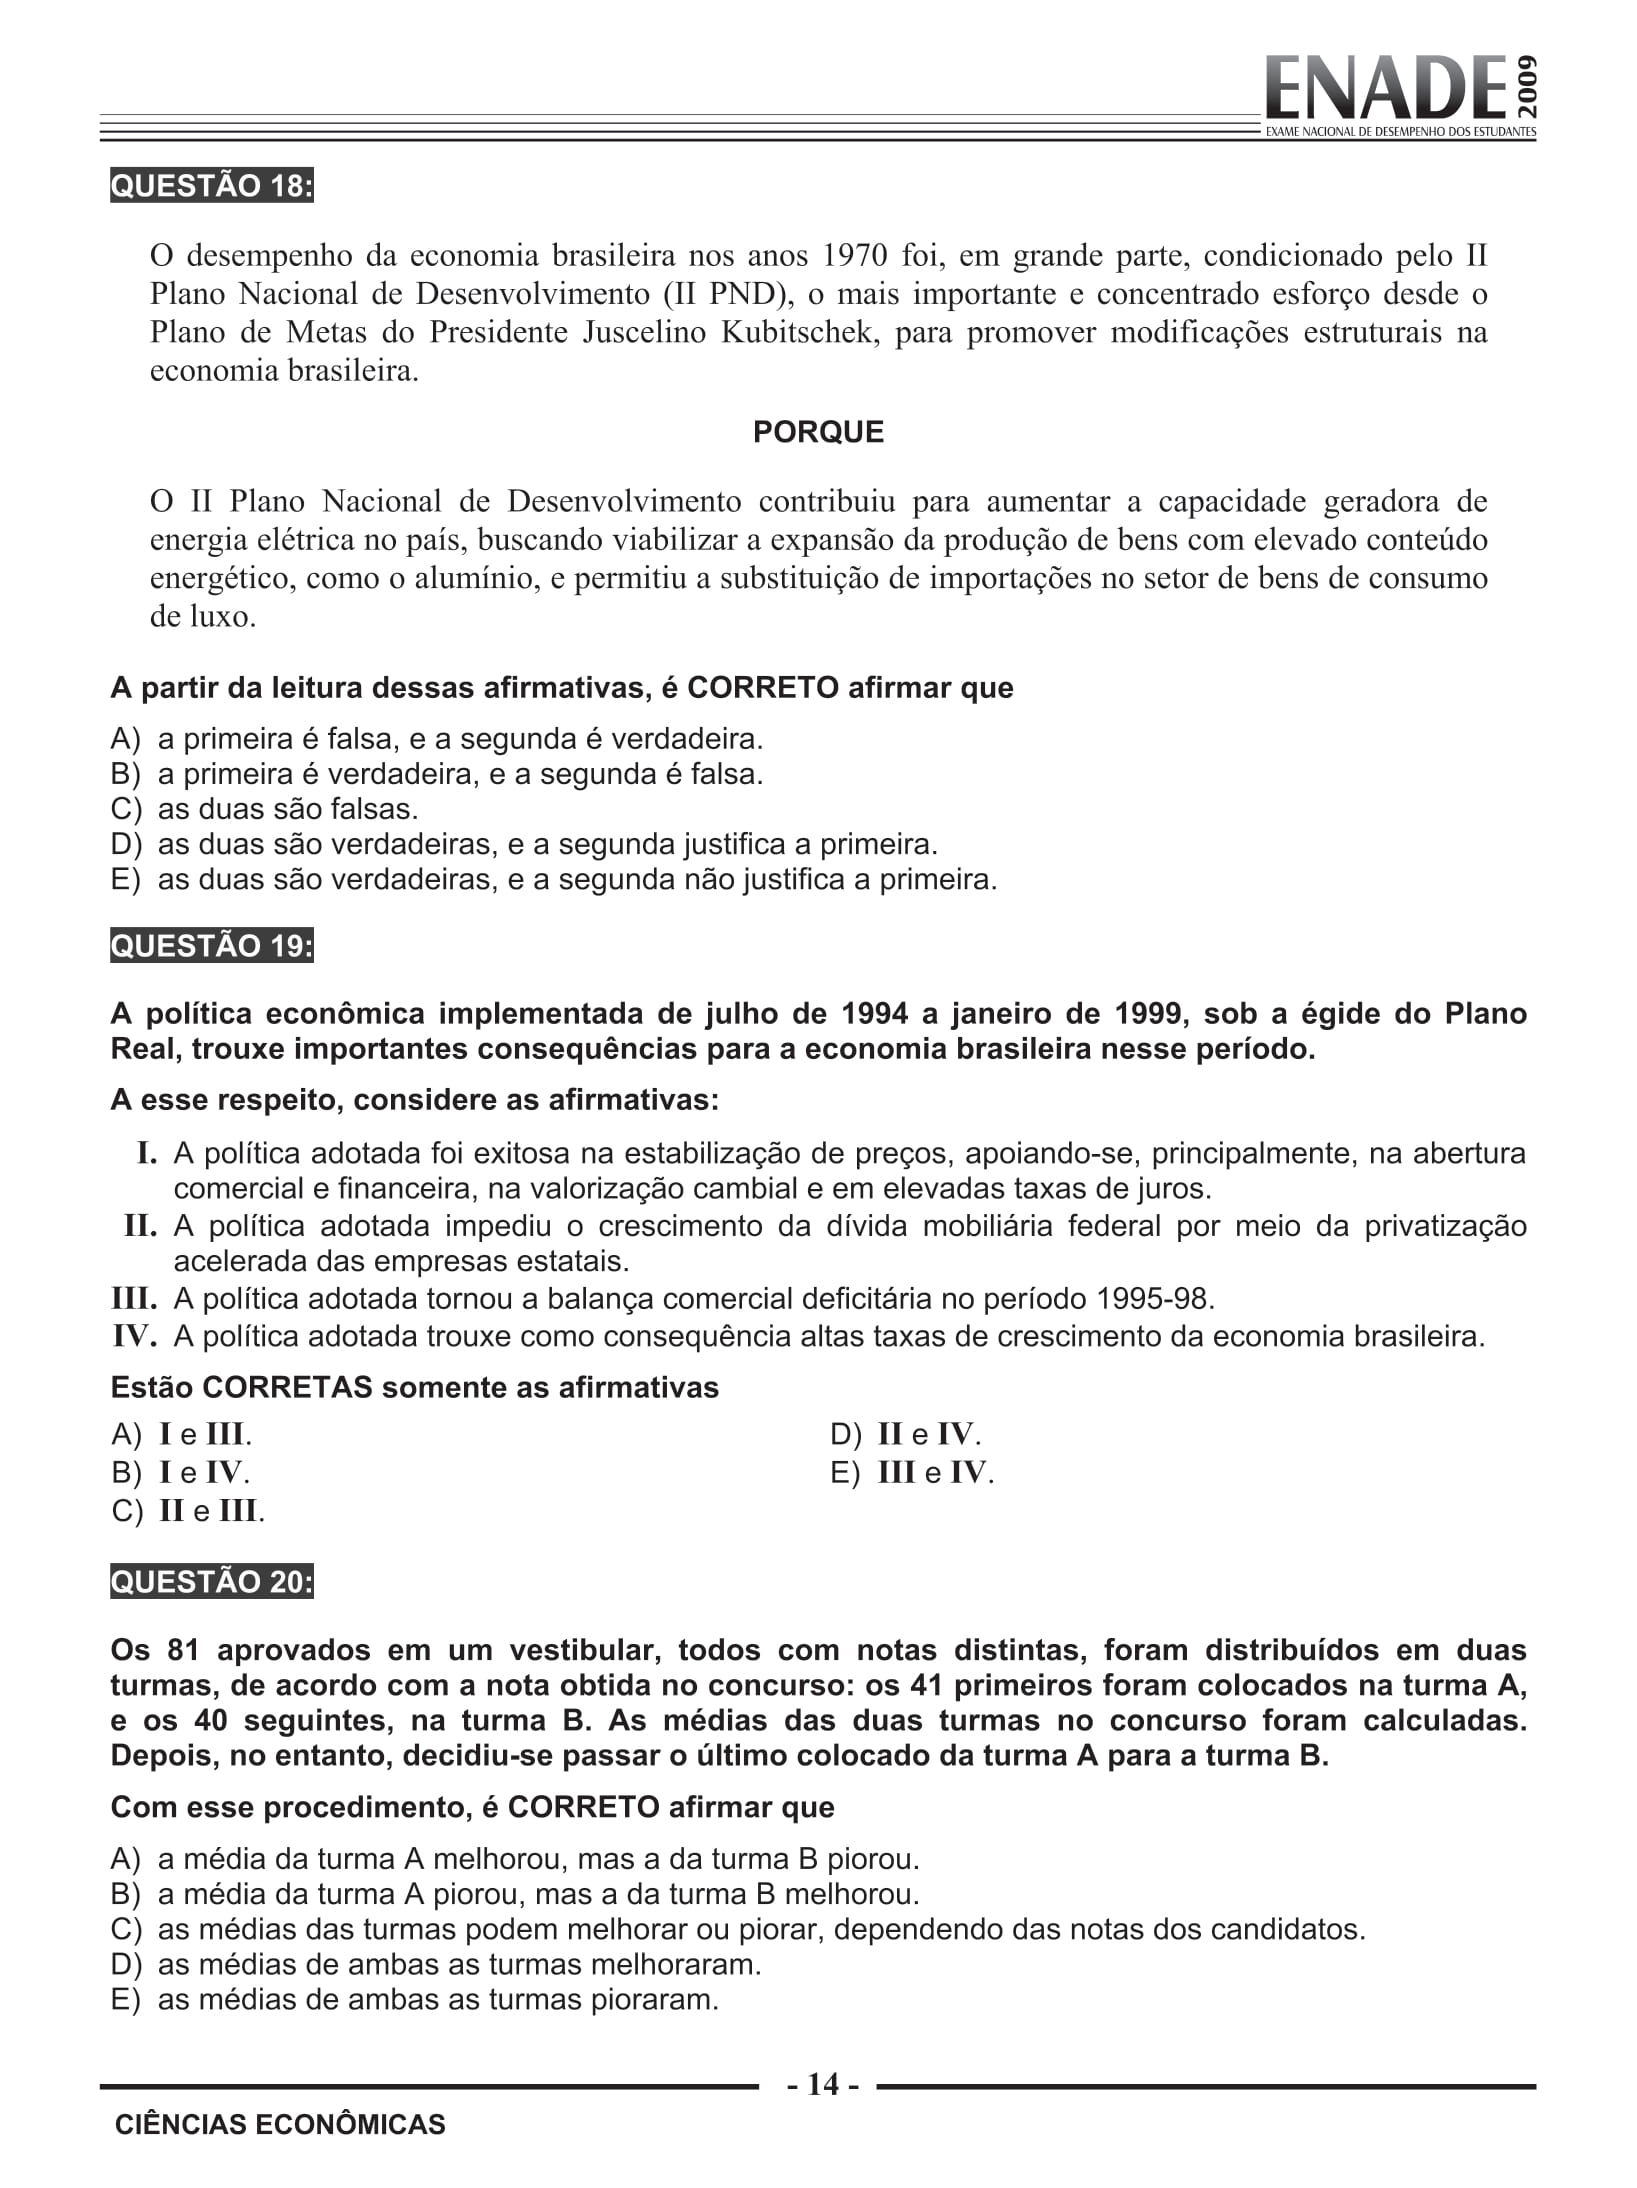 ENADE 2009
EXAME NACIONAL DE DESEMPENHO DOS ESTUDANTES
QUESTÃO 18:
O desempenho da economia brasileira nos anos 1970 foi, em grande parte, condicionado pelo II
Plano Nacional de Desenvolvimento (II PND), o mais importante e concentrado esforço desde o
Plano de Metas do Presidente Juscelino Kubitschek, para promover modificações estruturais na
economia brasileira.
PORQUE
O II Plano Nacional de Desenvolvimento contribuiu para aumentar a capacidade geradora de
energia elétrica no país, buscando viabilizar a expansão da produção de bens com elevado conteúdo
energético, como o alumínio, e permitiu a substituição de importações no setor de bens de consumo
de luxo.
A partir da leitura dessas afirmativas, é CORRETO afirmar que
A) a primeira é falsa, e a segunda é verdadeira.
B) a primeira é verdadeira, e a segunda é falsa.
C) as duas são falsas.
D) as duas são verdadeiras, e a segunda justifica a primeira.
E) as duas são verdadeiras, e a segunda não justifica a primeira.
QUESTÃO 19:
A política econômica implementada de julho de 1994 a janeiro de 1999, sob a égide do Plano
Real, trouxe importantes consequências para a economia brasileira nesse período.
A esse respeito, considere as afirmativas:
I. A política adotada foi exitosa na estabilização de preços, apoiando-se, principalmente, na abertura
comercial e financeira, na valorização cambial e em elevadas taxas de juros.
II. A política adotada impediu o crescimento da dívida mobiliária federal por meio da privatização
acelerada das empresas estatais.
III. A política adotada tornou a balança comercial deficitária no período 1995-98.
IV. A política adotada trouxe como consequência altas taxas de crescimento da economia brasileira.
Estão CORRETAS somente as afirmativas
A) I e III.
B) I e IV.
C) II e III.
D) II e IV.
E) III e IV.
QUESTÃO 20:
Os 81 aprovados em um vestibular, todos com notas distintas, foram distribuídos em duas
turmas, de acordo com a nota obtida no concurso: os 41 primeiros foram colocados na turma A,
e os 40 seguintes, na turma B. As médias das duas turmas no concurso foram calculadas.
Depois, no entanto, decidiu-se passar o último colocado da turma A para a turma B.
Com esse procedimento, é CORRETO afirmar que
A) a média da turma A melhorou, mas a da turma B piorou.
B) a média da turma A piorou, mas a da turma B melhorou.
C) as médias das turmas podem melhorar ou piorar, dependendo das notas dos candidatos.
D) as médias de ambas as turmas melhoraram.
E) as médias de ambas as turmas pioraram.
- 14 -
CIÊNCIAS ECONÔMICAS